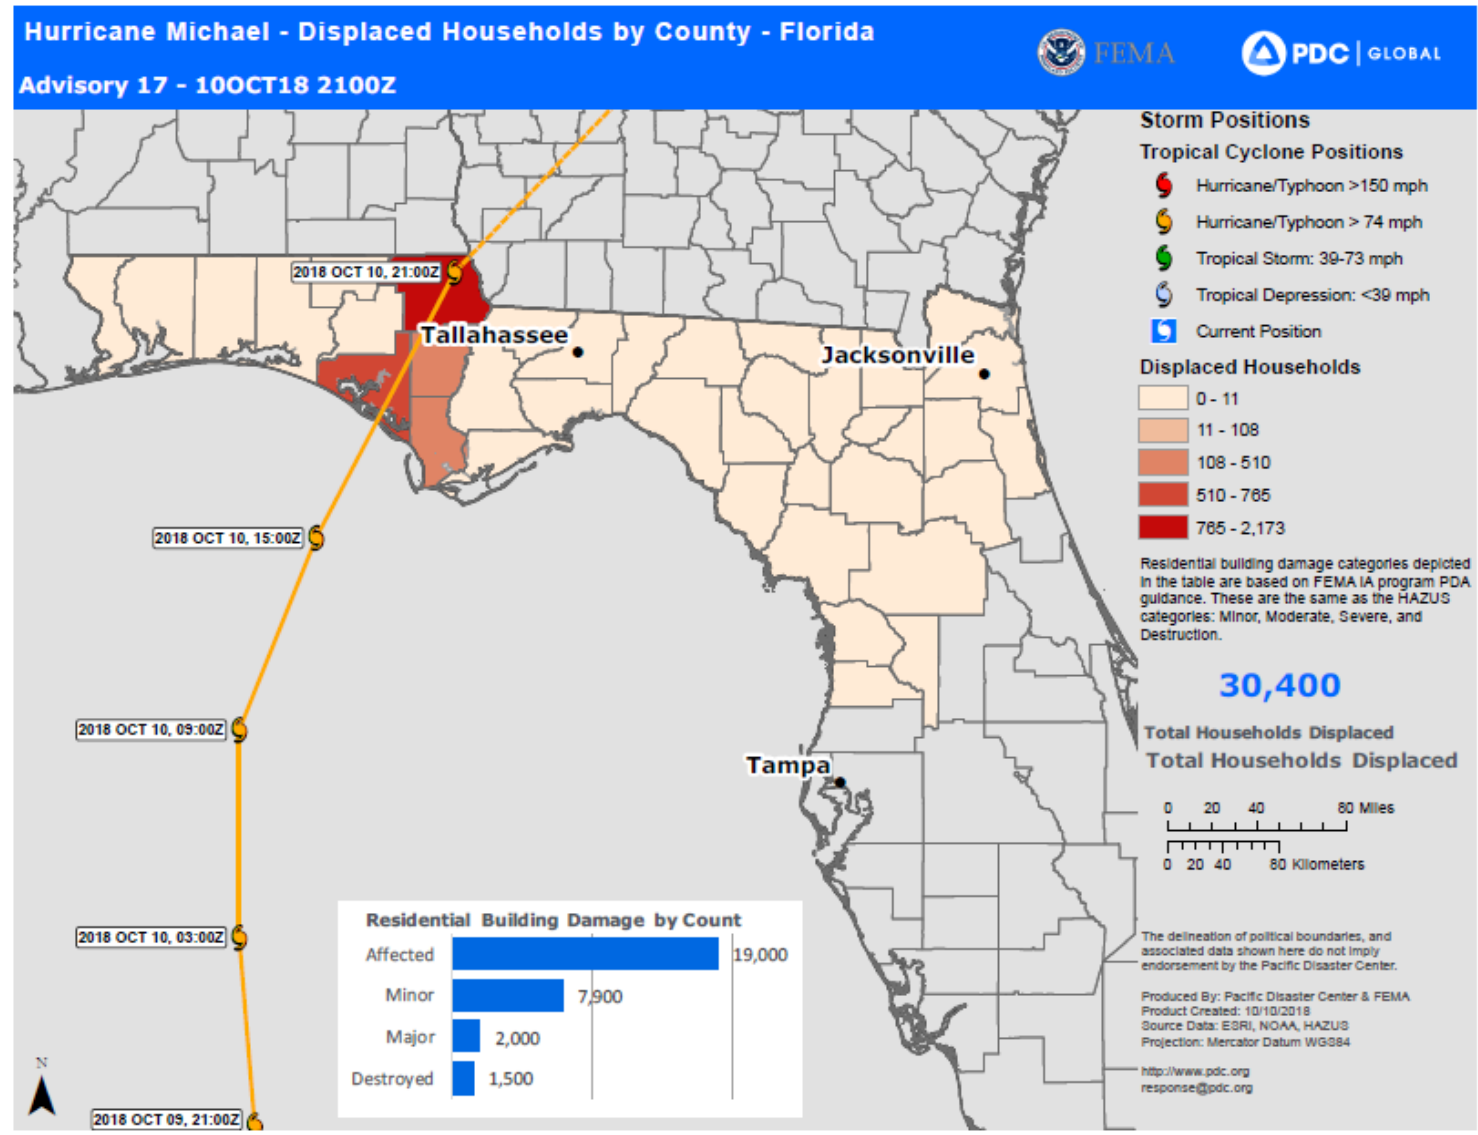 Hurricane Michael - Displaced Households by County - Florida
Advisory 17 - 10OCT18 2100Z
FEMA
PDC | GLOBAL
Storm Positions
Tropical Cyclone Positions
Hurricane/Typhoon >150 mph
Hurricane/Typhoon > 74 mph
Tropical Storm: 39-73 mph
Tropical Depression: <39 mph
Current Position
Displaced Households
0 - 11
11 - 108
108 - 510
510 - 765
765 - 2,173
Residential building damage categories depicted
in the table are based on FEMA IA program PDA
guidance. These are the same as the HAZUS
categories: Minor, Moderate, Severe, and
Destruction.
30,400
Total Households Displaced
Total Households Displaced
0 20 40 80 Miles
0 20 40 80 Kilometers
The delineation of political boundaries, and
associated data shown here do not imply
endorsement by the Pacific Disaster Center.
Produced By: Pacific Disaster Center & FEMA
Product Created: 10/10/2018
Source Data: ESRI, NOAA, HAZUS
Projection: Mercator Datum WGS84
http://www.pdc.org
response@pdc.org
2018 OCT 10, 21:00Z
Tallahassee
Jacksonville
2018 OCT 10, 15:00Z
2018 OCT 10, 09:00Z
Tampa
2018 OCT 10, 03:00Z
2018 OCT 09, 21:00Z
N
Residential Building Damage by Count
Affected 19,000
Minor 7,900
Major 2,000
Destroyed 1,500